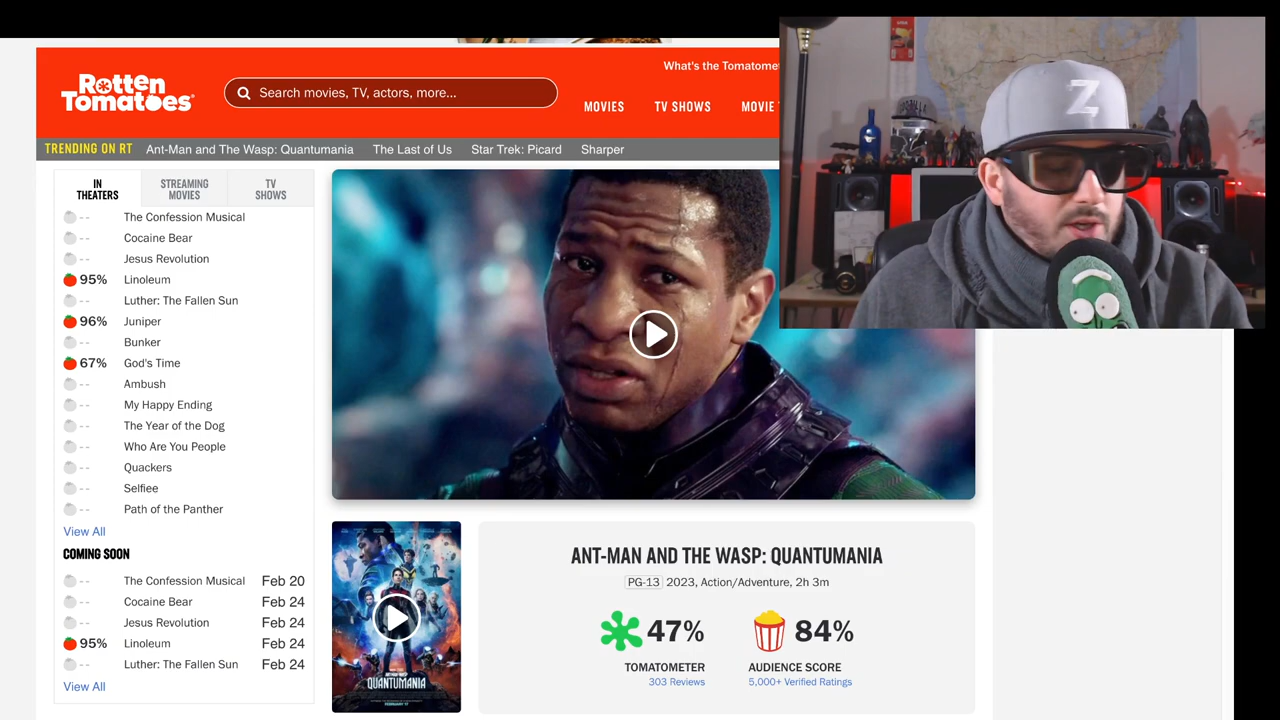 Rotten
Tomatoes
Search movies, TV, actors, more...
What's the Tomatome
MOVIES
TV SHOWS
MOVIE
TRENDING ON RT
Ant-Man and The Wasp: Quantumania
The Last of Us
Star Trek: Picard
Sharper
IN THEATERS
STREAMING MOVIES
TV SHOWS
-- The Confession Musical
-- Cocaine Bear
-- Jesus Revolution
95% Linoleum
-- Luther: The Fallen Sun
96% Juniper
-- Bunker
67% God's Time
-- Ambush
-- My Happy Ending
-- The Year of the Dog
-- Who Are You People
-- Quackers
-- Selfiee
-- Path of the Panther
View All
COMING SOON
-- The Confession Musical Feb 20
-- Cocaine Bear Feb 24
-- Jesus Revolution Feb 24
95% Linoleum Feb 24
-- Luther: The Fallen Sun Feb 24
View All
QUANTUMANIA
FEBRUARY 17
ANT-MAN AND THE WASP: QUANTUMANIA
PG-13 2023, Action/Adventure, 2h 3m
47%
TOMATOMETER
303 Reviews
84%
AUDIENCE SCORE
5,000+ Verified Ratings
Z